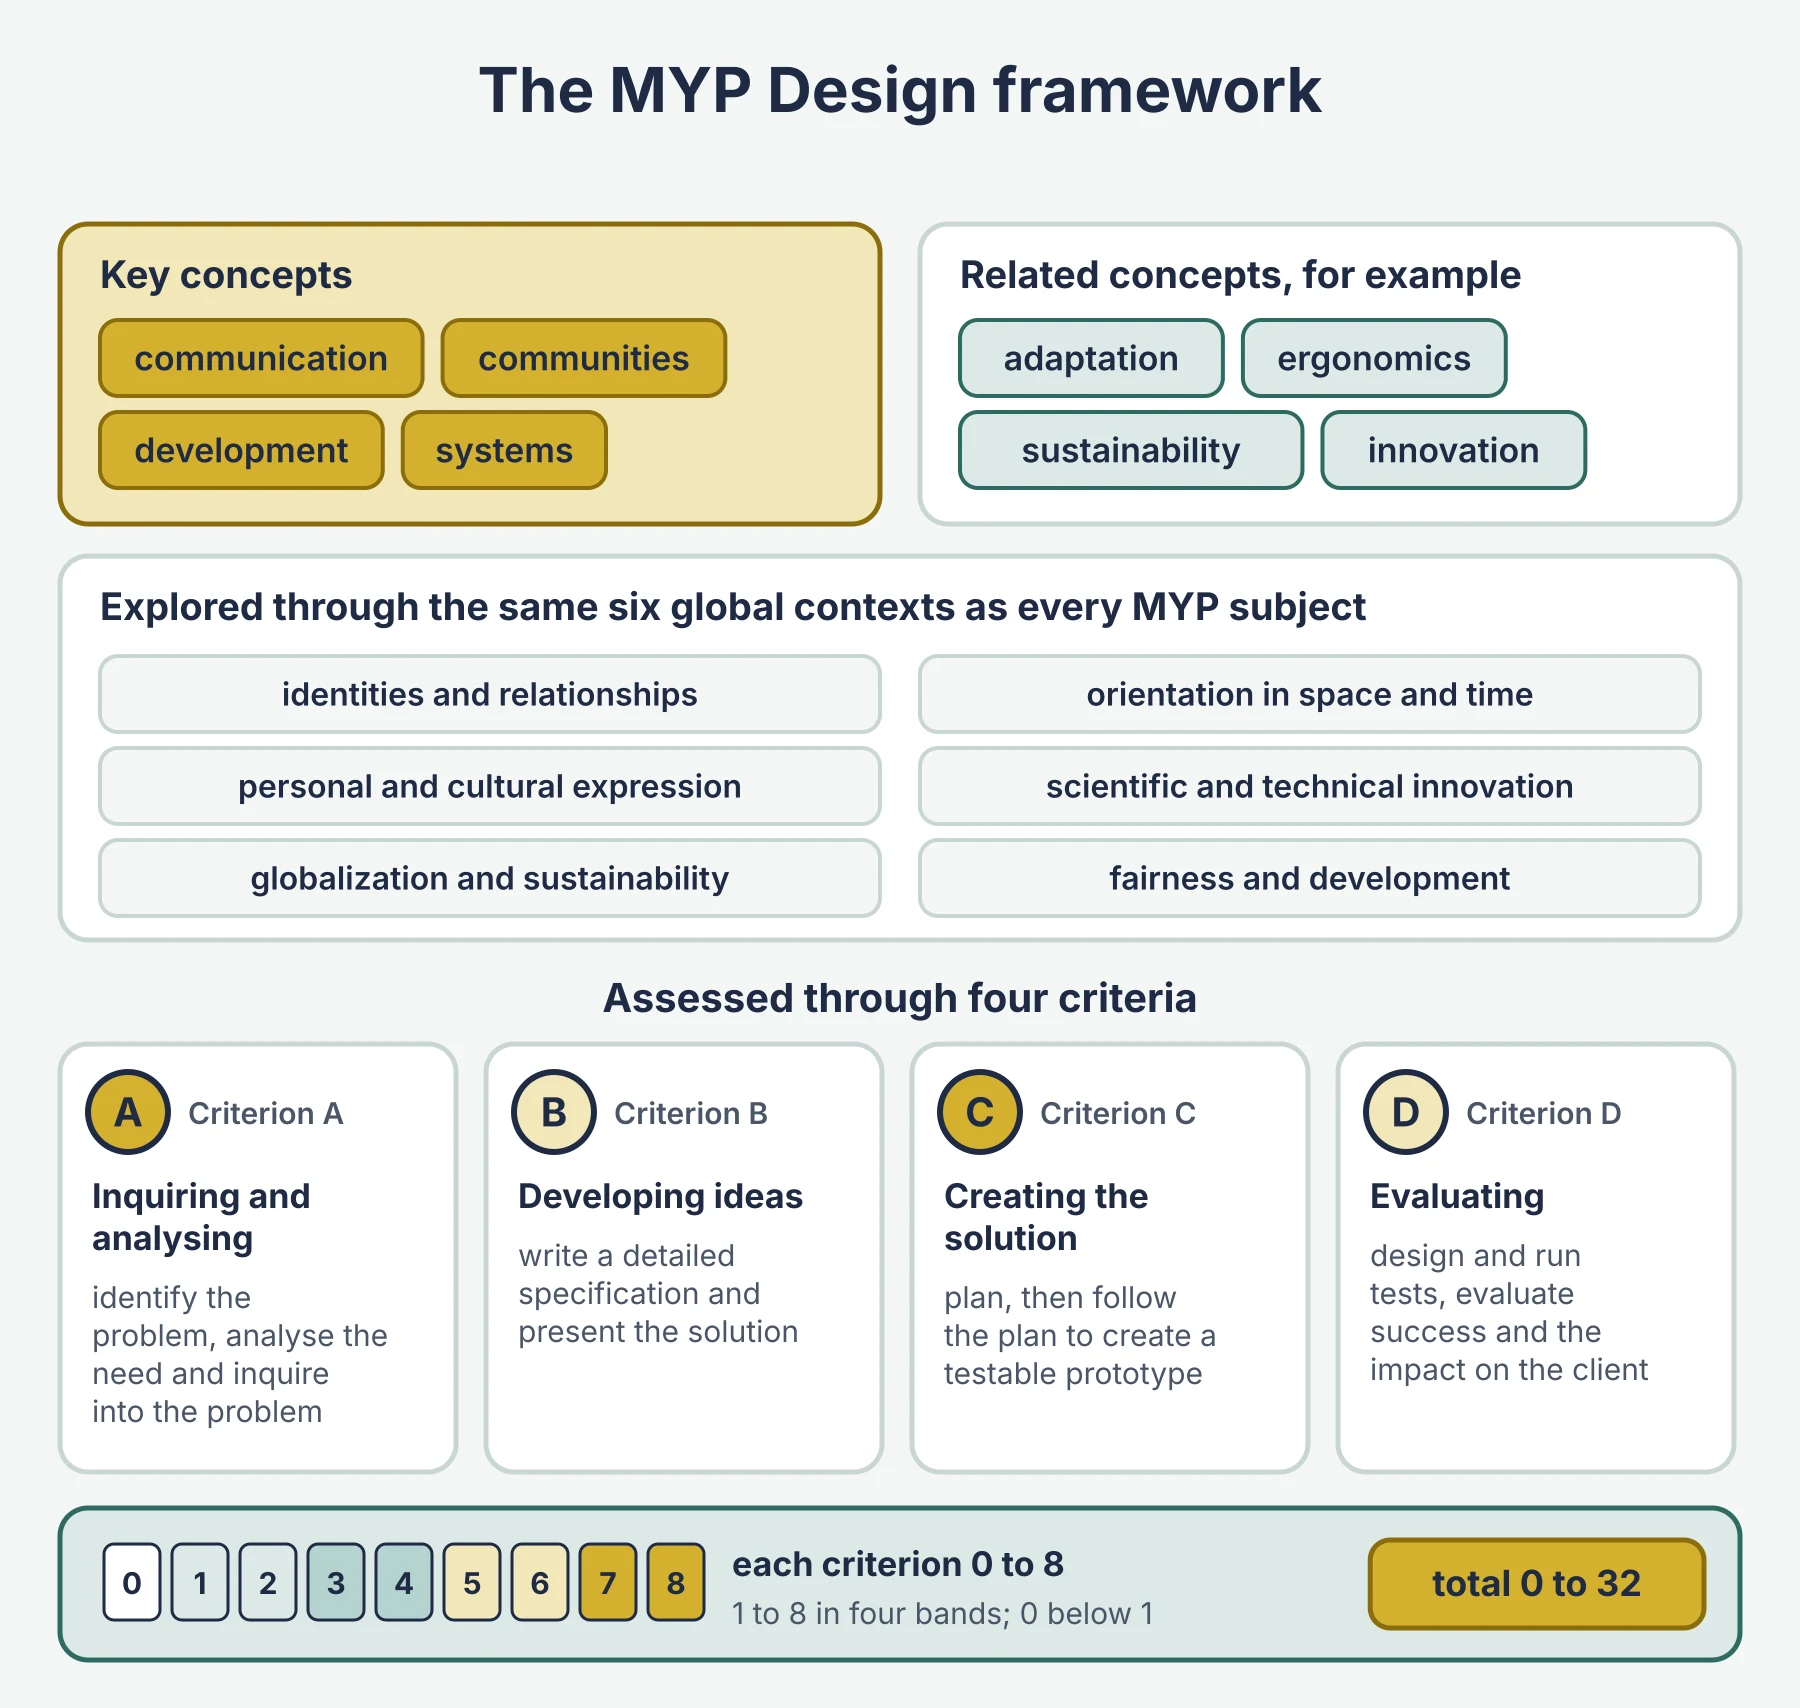 The MYP Design framework
Key concepts
communication
communities
development
systems
Related concepts, for example
adaptation
ergonomics
sustainability
innovation
Explored through the same six global contexts as every MYP subject
identities and relationships
orientation in space and time
personal and cultural expression
scientific and technical innovation
globalization and sustainability
fairness and development
Assessed through four criteria
A
Criterion A
Inquiring and
analysing
identify the
problem, analyse the
need and inquire
into the problem
B
Criterion B
Developing ideas
write a detailed
specification and
present the solution
C
Criterion C
Creating the
solution
plan, then follow
the plan to create a
testable prototype
D
Criterion D
Evaluating
design and run
tests, evaluate
success and the
impact on the client
0 1 2 3 4 5 6 7 8
each criterion 0 to 8
1 to 8 in four bands; 0 below 1
total 0 to 32